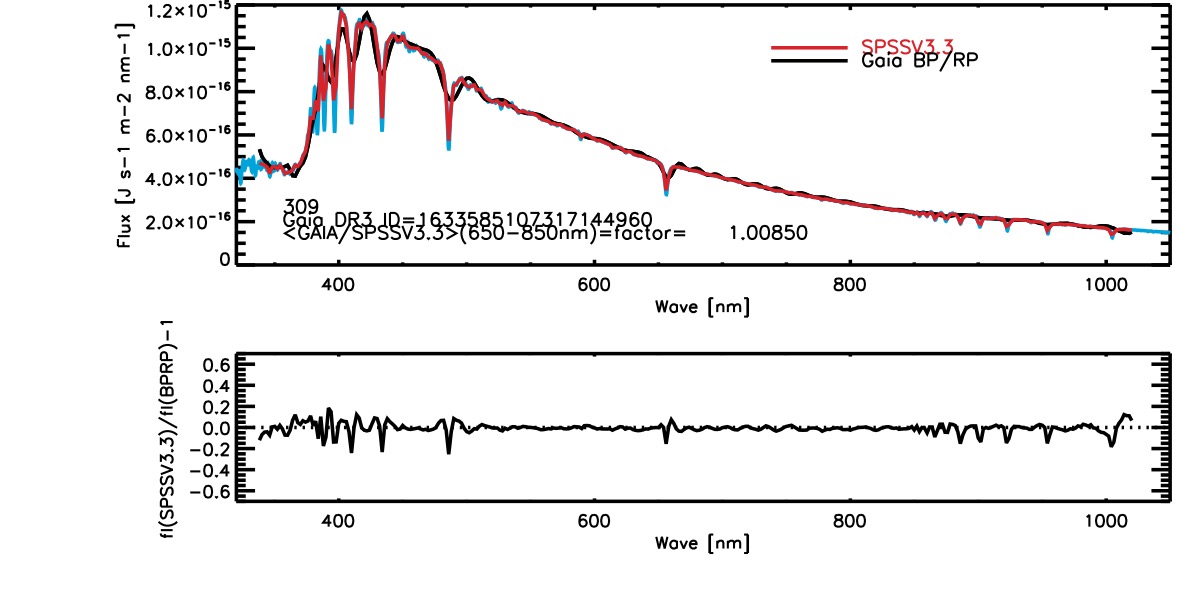 1.2×10⁻¹⁵
1.0×10⁻¹⁵
8.0×10⁻¹⁶
6.0×10⁻¹⁶
4.0×10⁻¹⁶
2.0×10⁻¹⁶
0
Flux [J s−1 m−2 nm−1]
SPSSV3.3
Gaia BP/RP
309
Gaia DR3 ID=1633585107317144960
<GAIA/SPSSV3.3>(650−850nm)=factor= 1.00850
400 600 800 1000
Wave [nm]
fl(SPSSV3.3)/fl(BPRP)−1
0.6
0.4
0.2
0.0
−0.2
−0.4
−0.6
400 600 800 1000
Wave [nm]